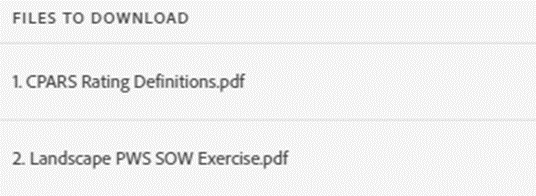 FILES TO DOWNLOAD
1. CPARS Rating Definitions.pdf
2. Landscape PWS SOW Exercise.pdf